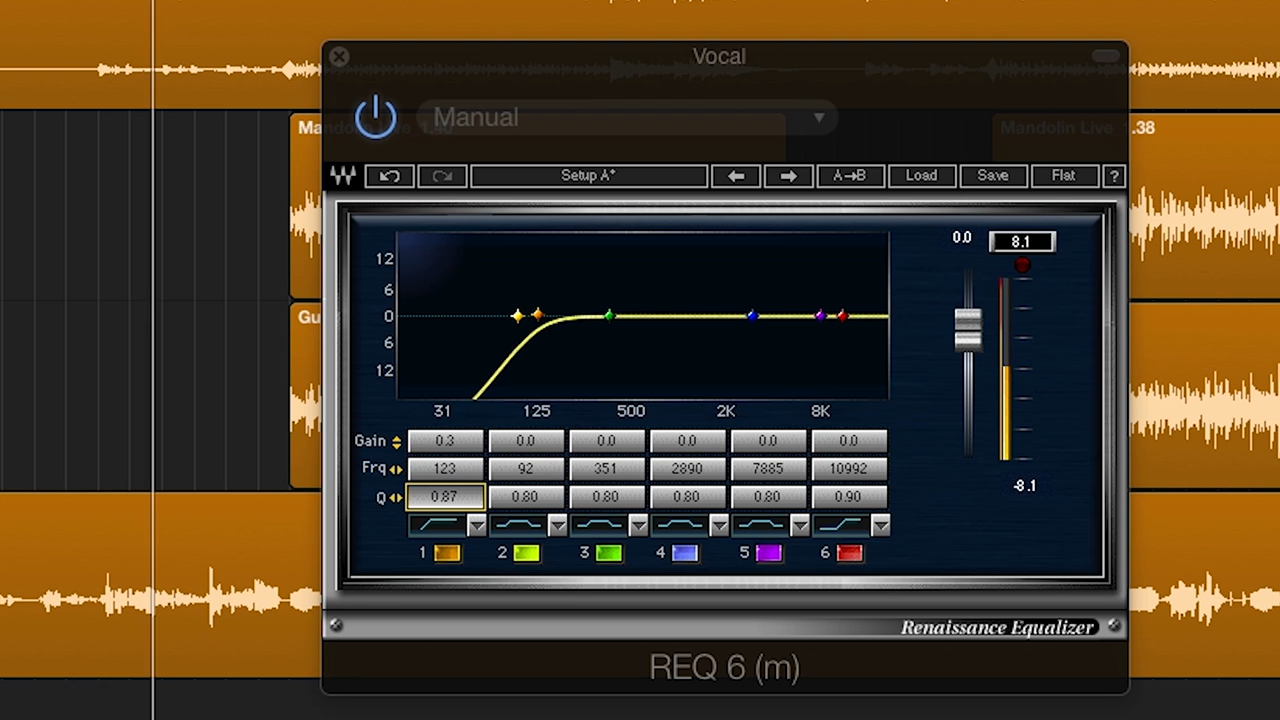 Vocal
Manual
Mandolin Live 1.38
Mandolin Live 1.38
Setup A* A→B Load Save Flat ?
0.0 8.1
12
6
0
6
12
31 125 500 2K 8K
-8.1
Gain 0.3 0.0 0.0 0.0 0.0 0.0
Frq 123 92 351 2890 7885 10992
Q 0.87 0.80 0.80 0.80 0.80 0.90
1 2 3 4 5 6
Gu
Renaissance Equalizer
REQ 6 (m)